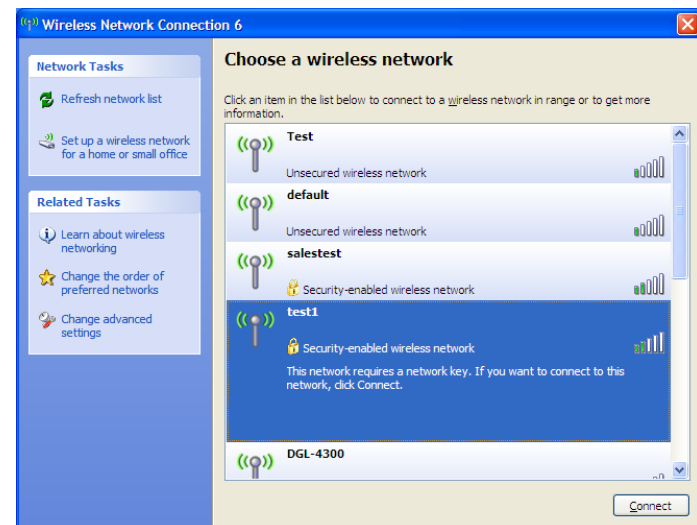 Wireless Network Connection 6
Network Tasks
Refresh network list
Set up a wireless network
for a home or small office
Related Tasks
Learn about wireless
networking
Change the order of
preferred networks
Change advanced
settings
Choose a wireless network
Click an item in the list below to connect to a wireless network in range or to get more
information.
Test
Unsecured wireless network
default
Unsecured wireless network
salestest
Security-enabled wireless network
test1
Security-enabled wireless network
This network requires a network key. If you want to connect to this
network, click Connect.
DGL-4300
Connect